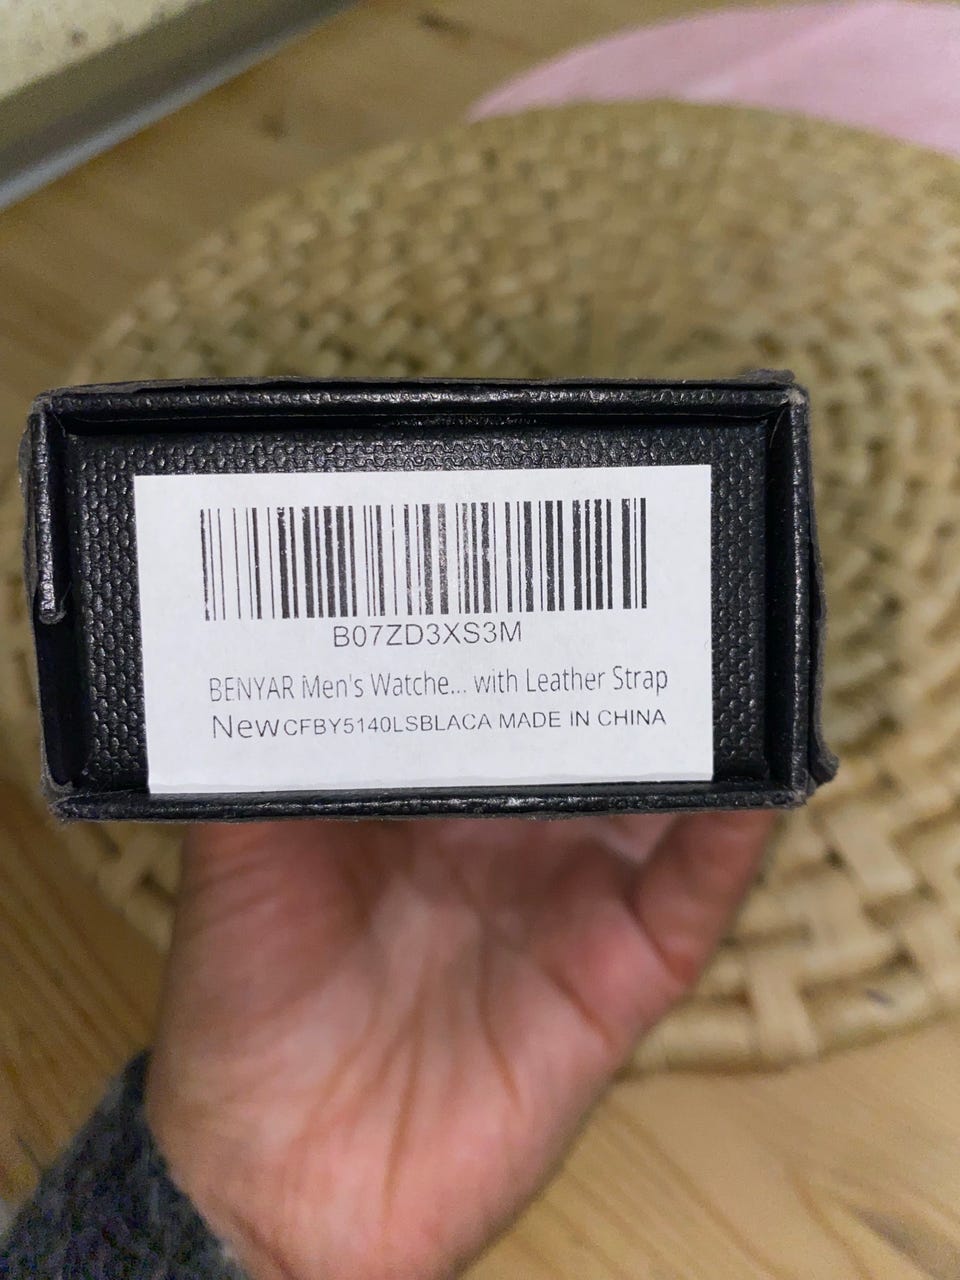 B07ZD3XS3M
BENYAR Men's Watche... with Leather Strap
NewCFBY5140LSBLACA MADE IN CHINA